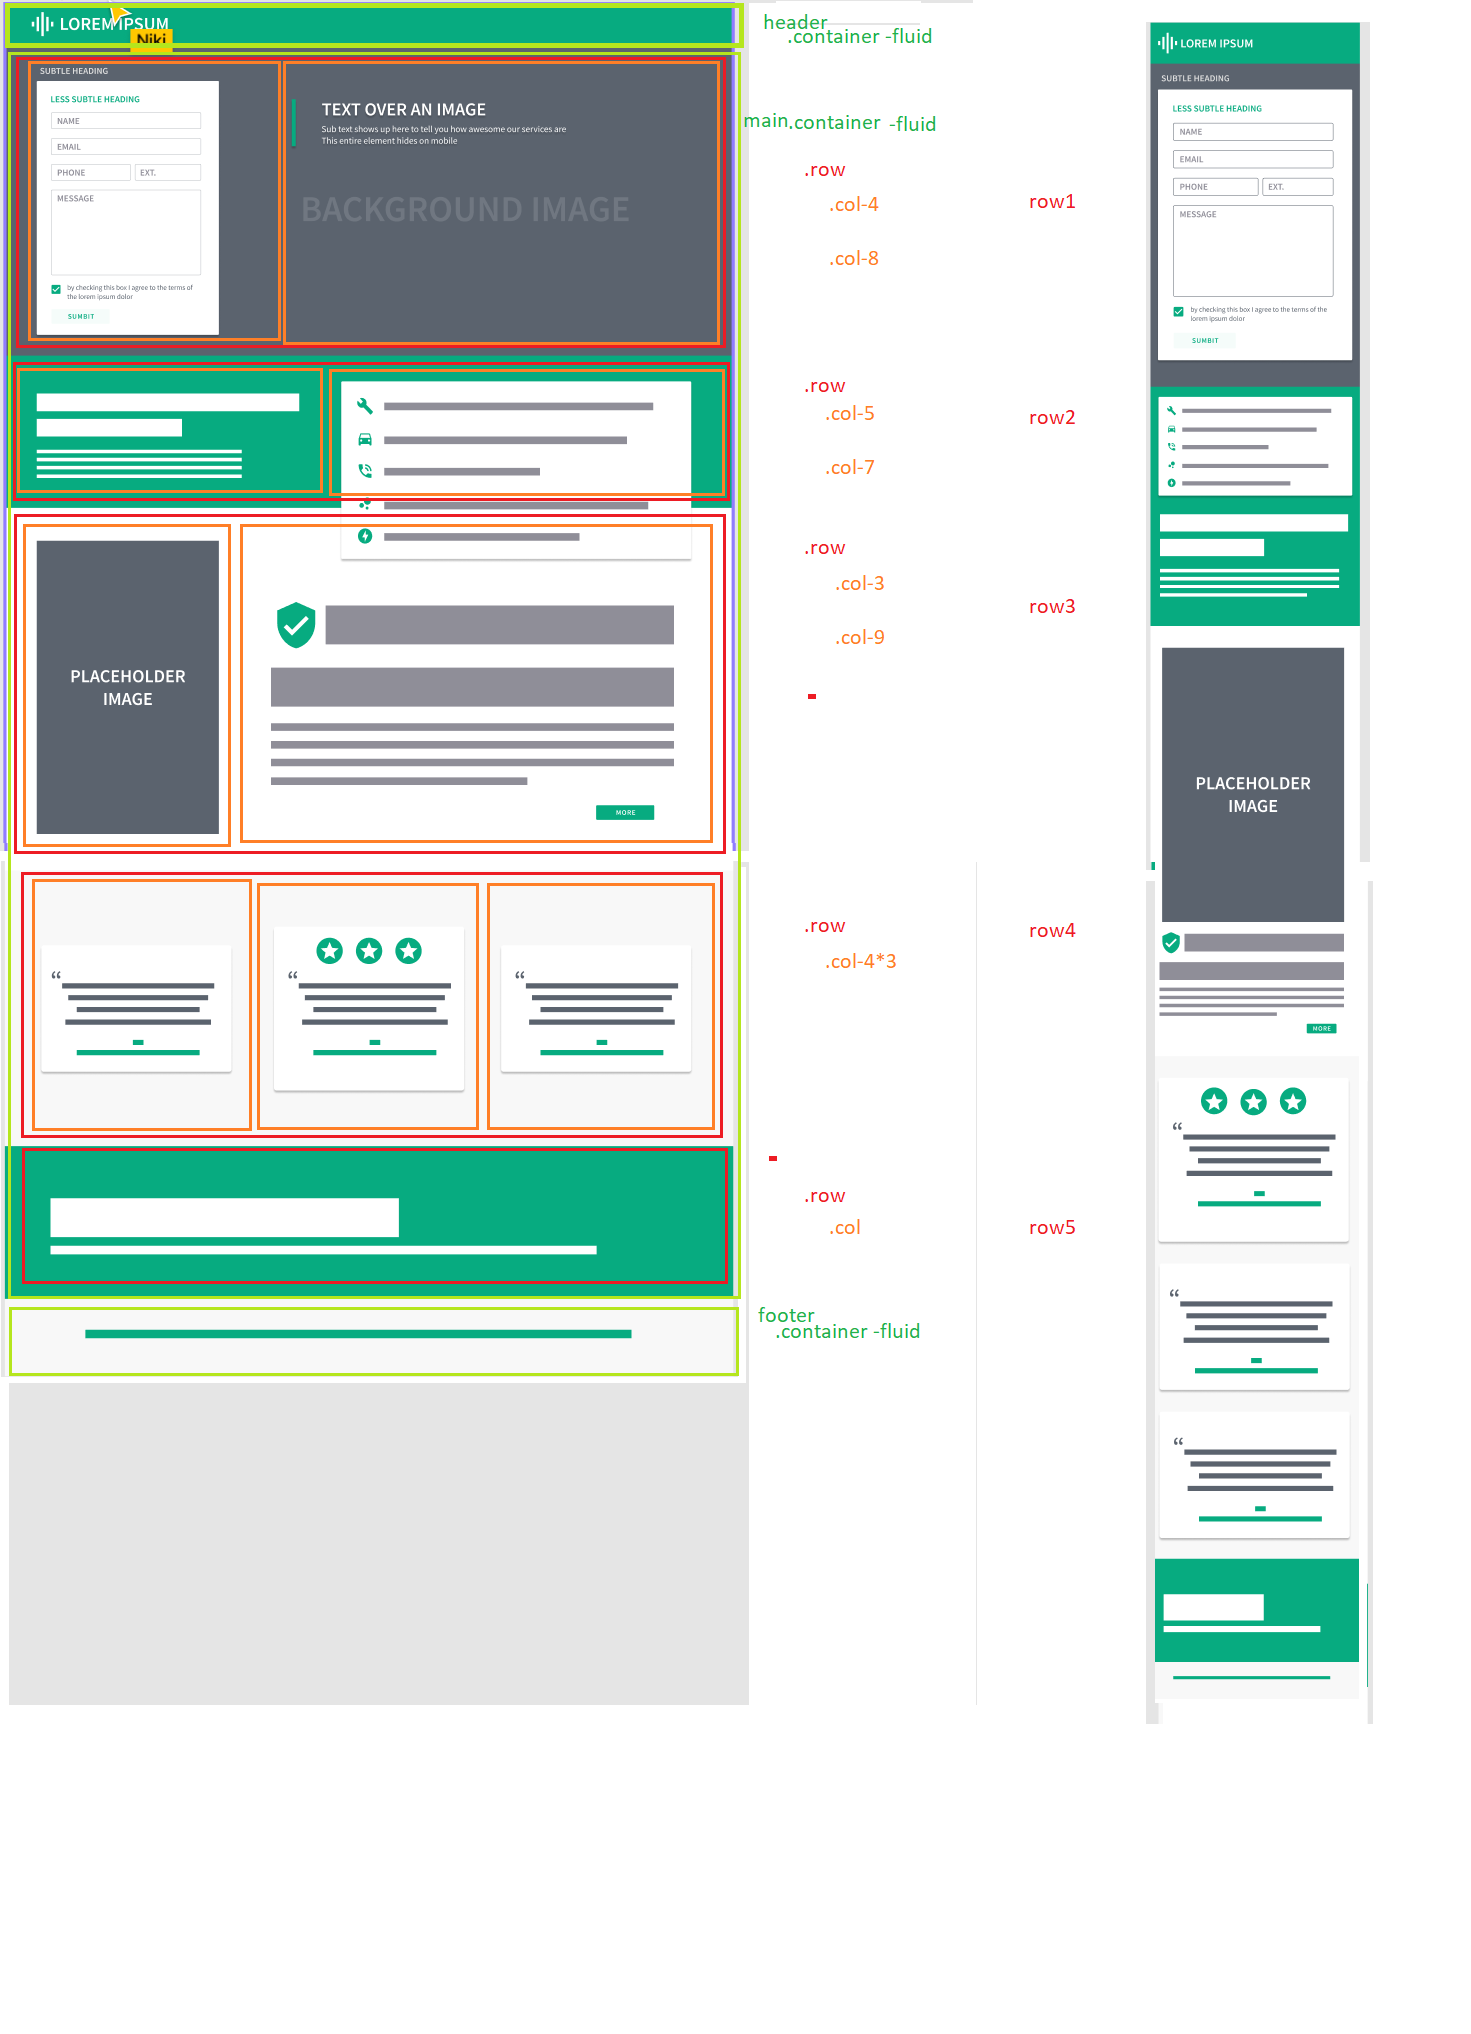 LOREM IPSUM
Niki
SUBTLE HEADING
LESS SUBTLE HEADING
NAME
EMAIL
PHONE
EXT.
MESSAGE
by checking this box I agree to the terms of
the lorem ipsum dolor
SUMBIT
TEXT OVER AN IMAGE
Sub text shows up here to tell you how awesome our services are
This entire element hides on mobile
BACKGROUND IMAGE
PLACEHOLDER
IMAGE
MORE
“
“
“
header
.container -fluid
main.container -fluid
.row
.col-4
.col-8
row1
.row
.col-5
.col-7
row2
.row
.col-3
.col-9
row3
-
.row
.col-4*3
row4
-
.row
.col
row5
footer
.container -fluid
LOREM IPSUM
SUBTLE HEADING
LESS SUBTLE HEADING
NAME
EMAIL
PHONE
EXT.
MESSAGE
by checking this box I agree to the terms of the
lorem ipsum dolor
SUMBIT
PLACEHOLDER
IMAGE
MORE
“
“
“